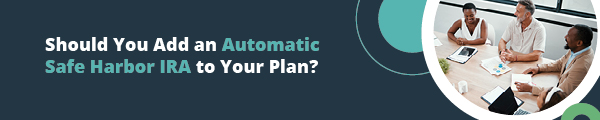 Should You Add an Automatic
Safe Harbor IRA to Your Plan?